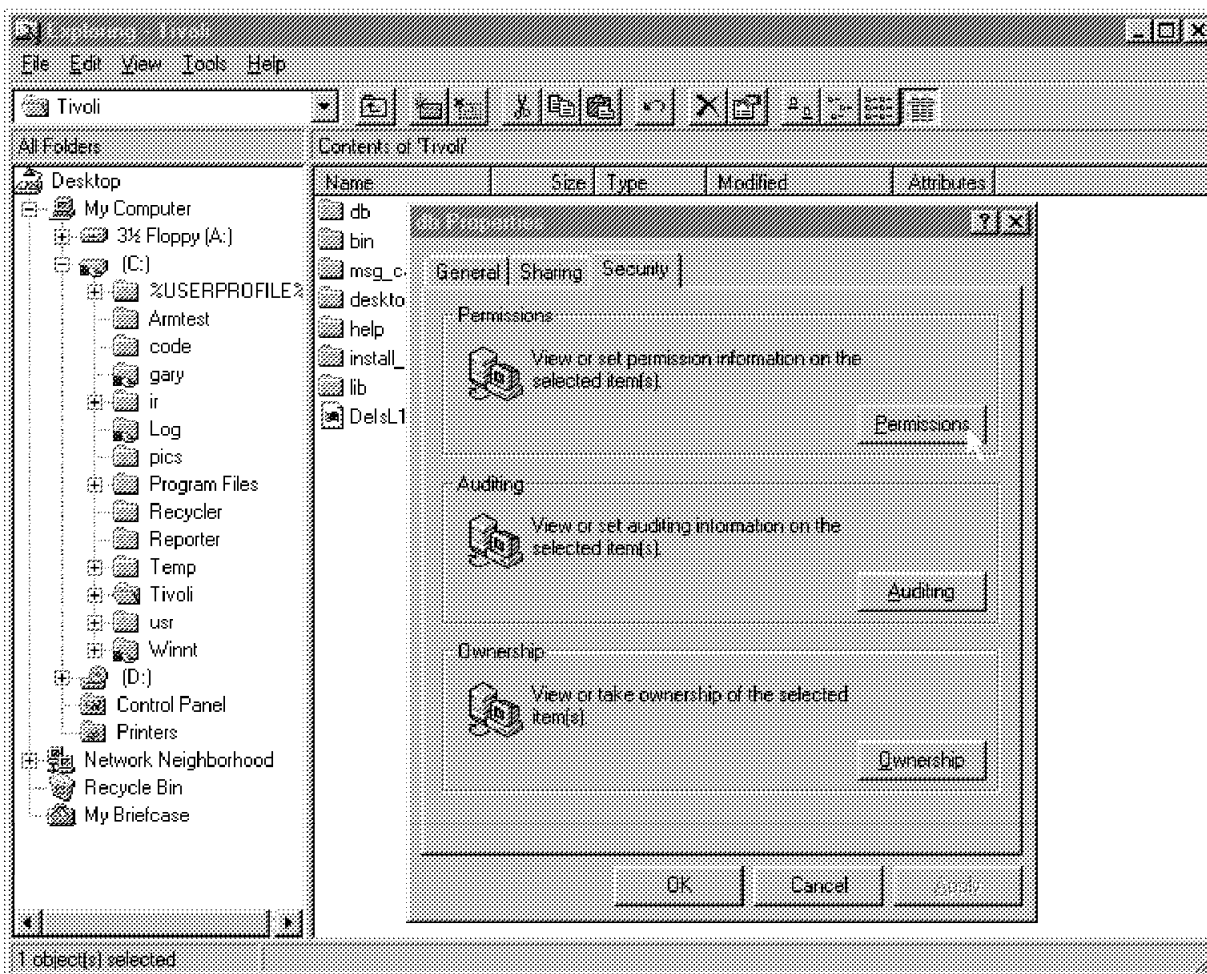 Exploring - Tivoli
File Edit View Tools Help
Tivoli
All Folders
Contents of 'Tivoli'
Desktop
My Computer
3½ Floppy (A:)
(C:)
%USERPROFILE%
Armtest
code
gary
ir
Log
pics
Program Files
Recycler
Reporter
Temp
Tivoli
usr
Winnt
(D:)
Control Panel
Printers
Network Neighborhood
Recycle Bin
My Briefcase
Name Size Type Modified Attributes
db
bin
msg_c
deskto
help
install_
lib
DelsL1
db Properties
General Sharing Security
Permissions
View or set permission information on the
selected item(s).
Permissions
Auditing
View or set auditing information on the
selected item(s).
Auditing
Ownership
View or take ownership of the selected
item(s).
Ownership
OK Cancel Apply
1 object(s) selected